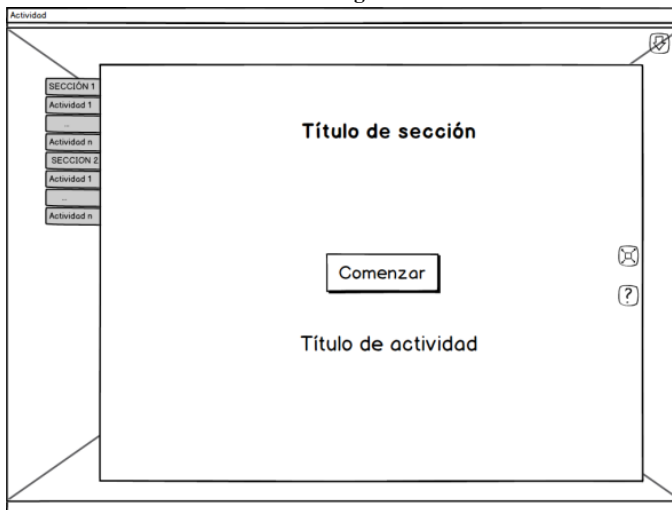 Actividad
SECCIÓN 1
Actividad 1
...
Actividad n
SECCION 2
Actividad 1
...
Actividad n
Título de sección
Comenzar
?
Título de actividad